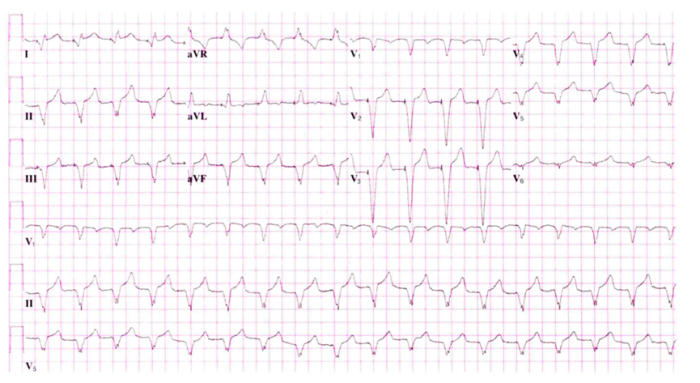 I aVR V₁ V₄
II aVL V₂ V₅
III aVF V₃ V₆
V₁
II
V₅